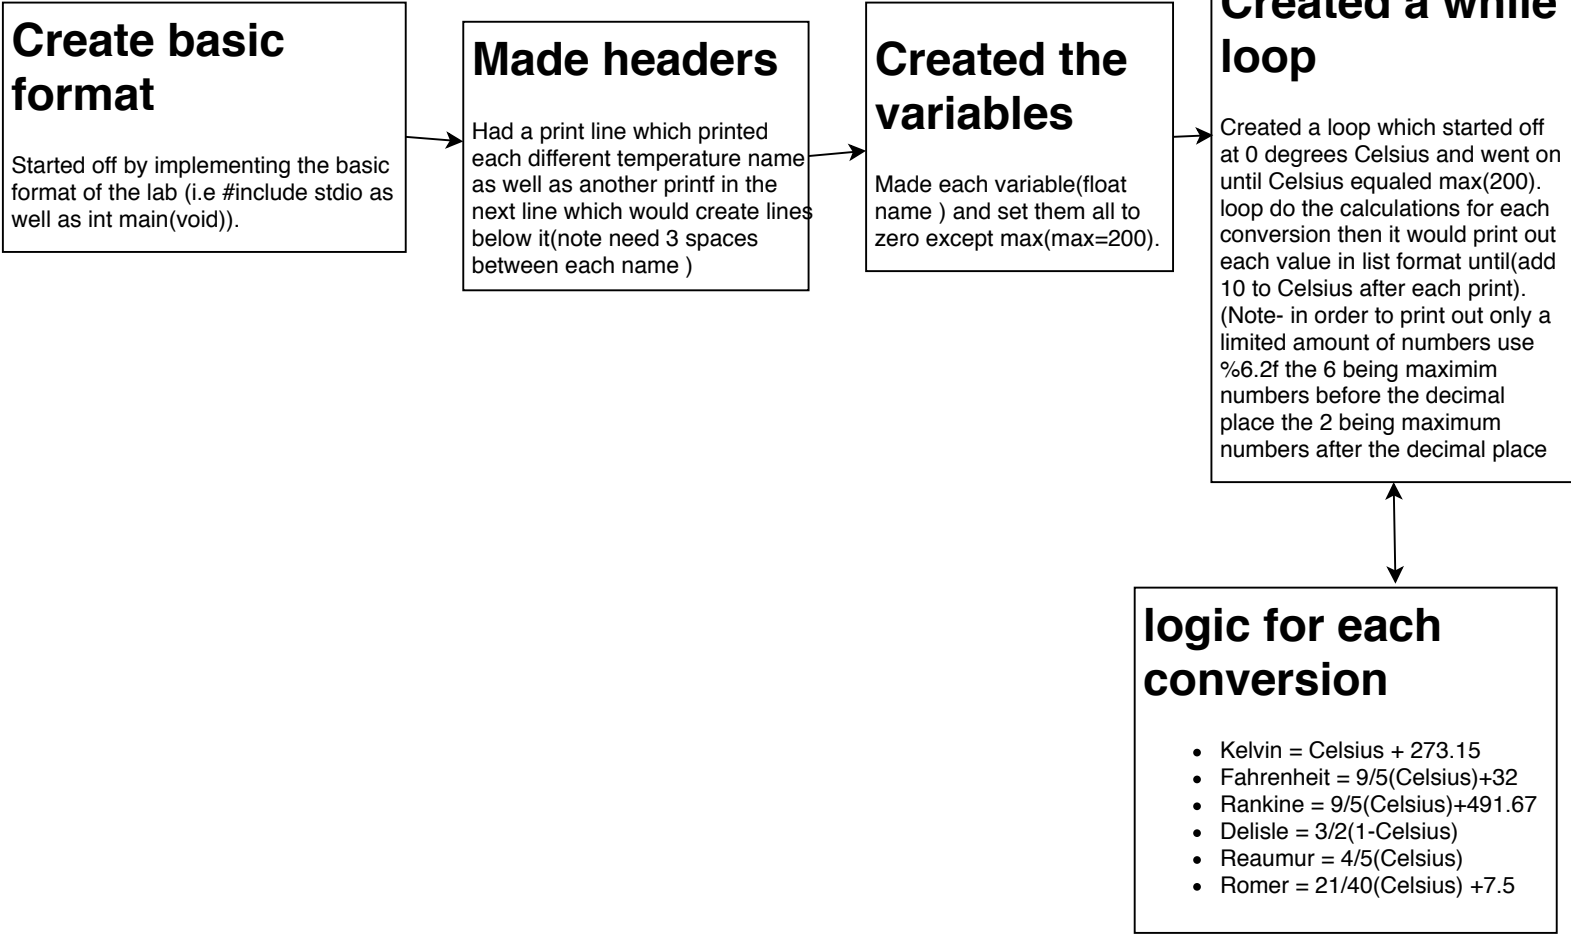 Create basic
format
Started off by implementing the basic
format of the lab (i.e #include stdio as
well as int main(void)).
Made headers
Had a print line which printed
each different temperature name
as well as another printf in the
next line which would create lines
below it(note need 3 spaces
between each name )
Created the
variables
Made each variable(float
name ) and set them all to
zero except max(max=200).
Created a while
loop
Created a loop which started off
at 0 degrees Celsius and went on
until Celsius equaled max(200).
loop do the calculations for each
conversion then it would print out
each value in list format until(add
10 to Celsius after each print).
(Note- in order to print out only a
limited amount of numbers use
%6.2f the 6 being maximim
numbers before the decimal
place the 2 being maximum
numbers after the decimal place
logic for each
conversion
• Kelvin = Celsius + 273.15
• Fahrenheit = 9/5(Celsius)+32
• Rankine = 9/5(Celsius)+491.67
• Delisle = 3/2(1-Celsius)
• Reaumur = 4/5(Celsius)
• Romer = 21/40(Celsius) +7.5